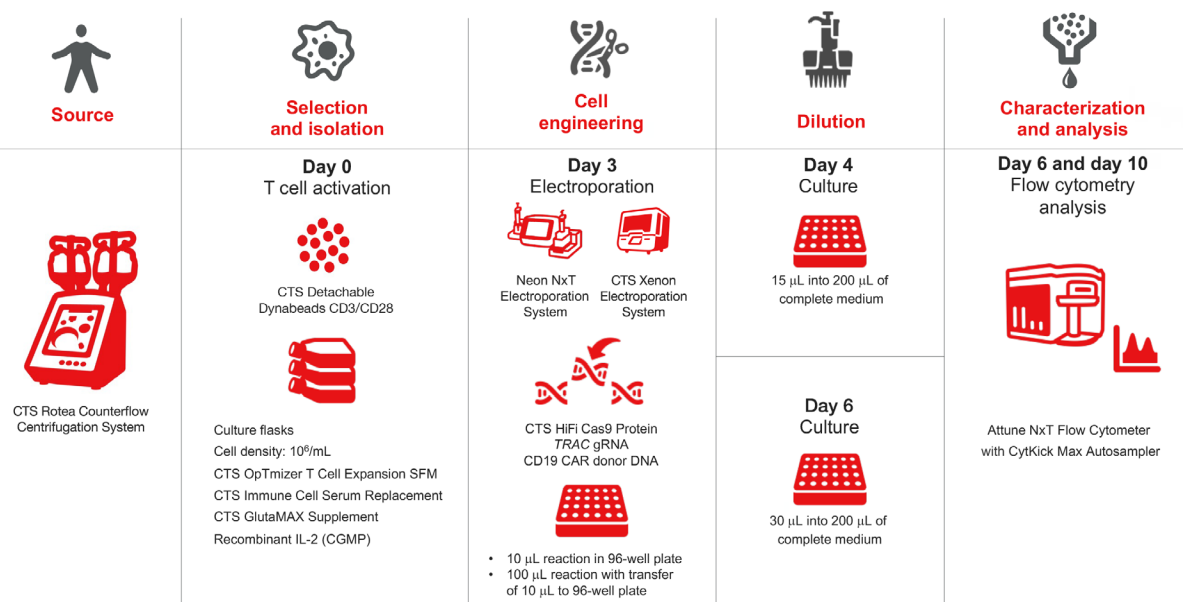 Source
Selection
and isolation
Cell
engineering
Dilution
Characterization
and analysis
CTS Rotea Counterflow
Centrifugation System
Day 0
T cell activation
CTS Detachable
Dynabeads CD3/CD28
Culture flasks
Cell density: 10⁶/mL
CTS OpTmizer T Cell Expansion SFM
CTS Immune Cell Serum Replacement
CTS GlutaMAX Supplement
Recombinant IL-2 (CGMP)
Day 3
Electroporation
Neon NxT
Electroporation
System
CTS Xenon
Electroporation
System
CTS HiFi Cas9 Protein
TRAC gRNA
CD19 CAR donor DNA
• 10 µL reaction in 96-well plate
• 100 µL reaction with transfer
of 10 µL to 96-well plate
Day 4
Culture
15 µL into 200 µL of
complete medium
Day 6
Culture
30 µL into 200 µL of
complete medium
Day 6 and day 10
Flow cytometry
analysis
Attune NxT Flow Cytometer
with CytKick Max Autosampler